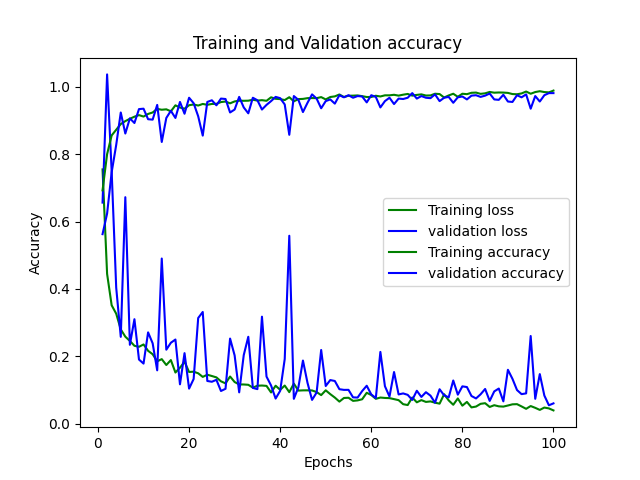 Training and Validation accuracy
Accuracy
1.0
0.8
0.6
0.4
0.2
0.0
Training loss
validation loss
Training accuracy
validation accuracy
0
20
40
60
80
100
Epochs